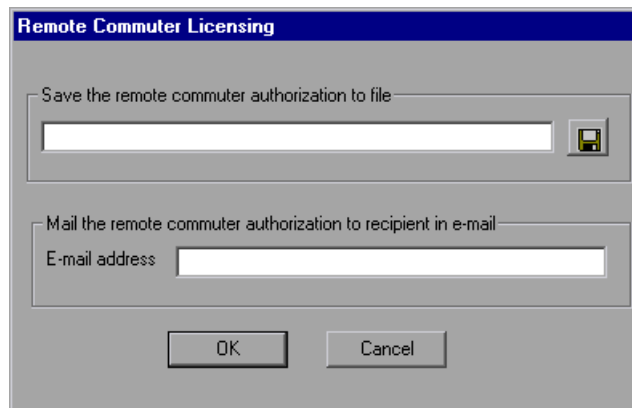 Remote Commuter Licensing
Save the remote commuter authorization to file
Mail the remote commuter authorization to recipient in e-mail
E-mail address
OK Cancel